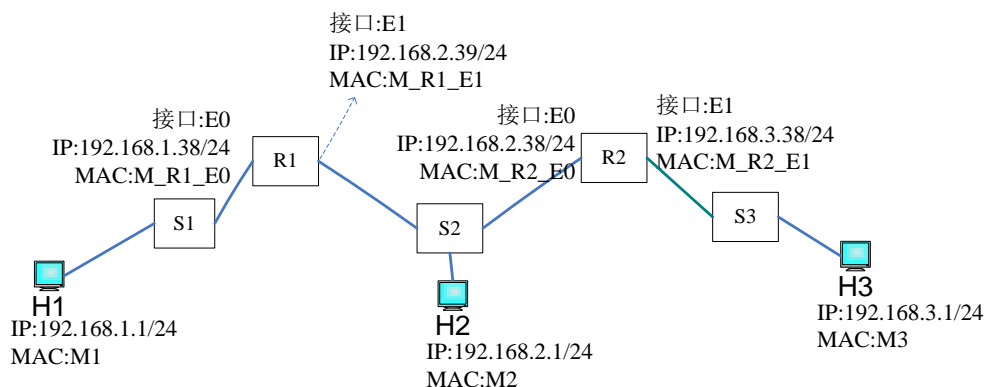 接口:E1
IP:192.168.2.39/24
MAC:M_R1_E1
接口:E0
IP:192.168.1.38/24
MAC:M_R1_E0
R1
接口:E0
IP:192.168.2.38/24
MAC:M_R2_E0
R2
接口:E1
IP:192.168.3.38/24
MAC:M_R2_E1
S1
S2
S3
H1
IP:192.168.1.1/24
MAC:M1
H2
IP:192.168.2.1/24
MAC:M2
H3
IP:192.168.3.1/24
MAC:M3